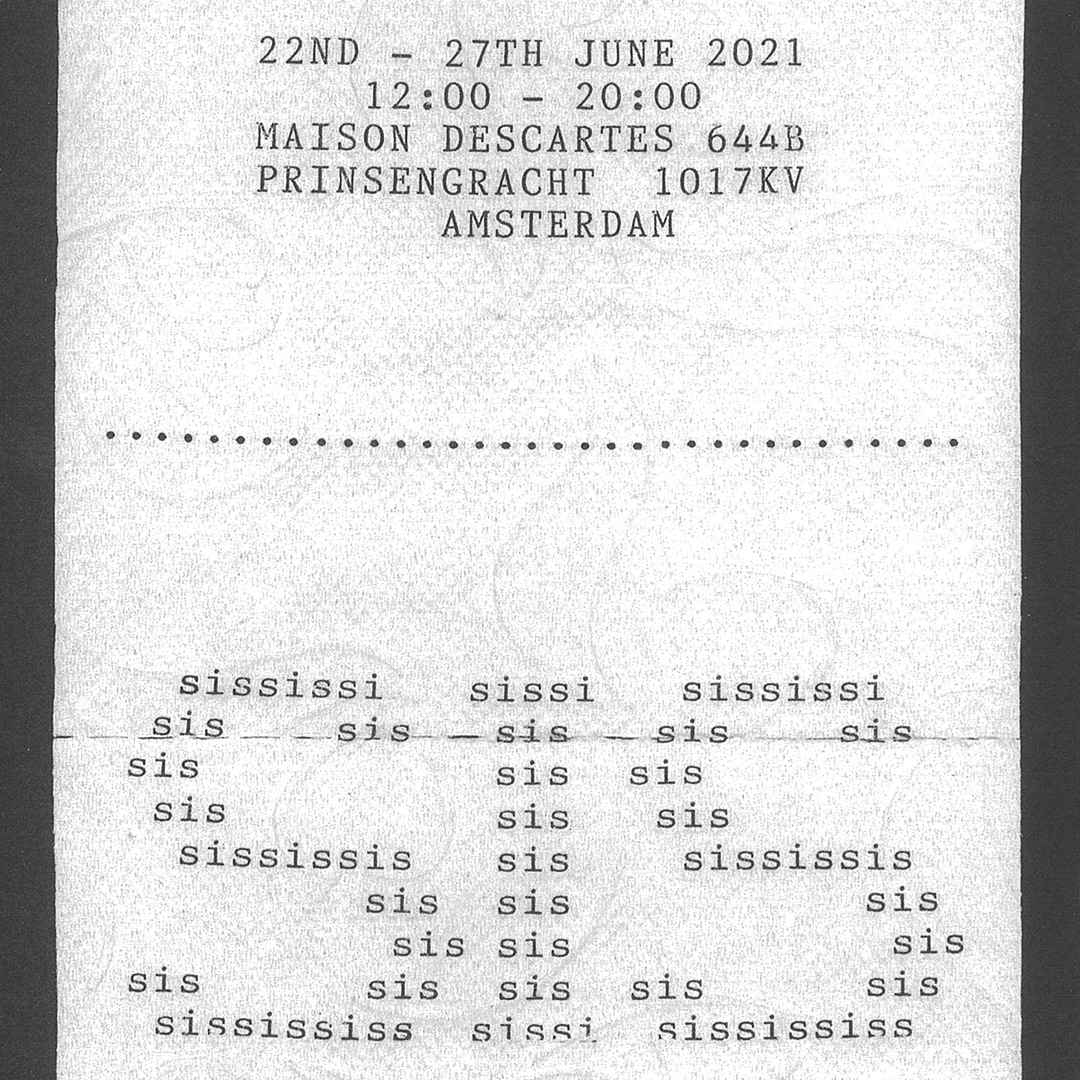 22ND - 27TH JUNE 2021
12:00 - 20:00
MAISON DESCARTES 644B
PRINSENGRACHT 1017KV
AMSTERDAM
sississi sissi sississi
sis sis sis sis sis
sis sis sis
sis sis sis
sississis sis sississis
sis sis sis
sis sis sis
sis sis sis sis sis
sissississ sissi sissississ